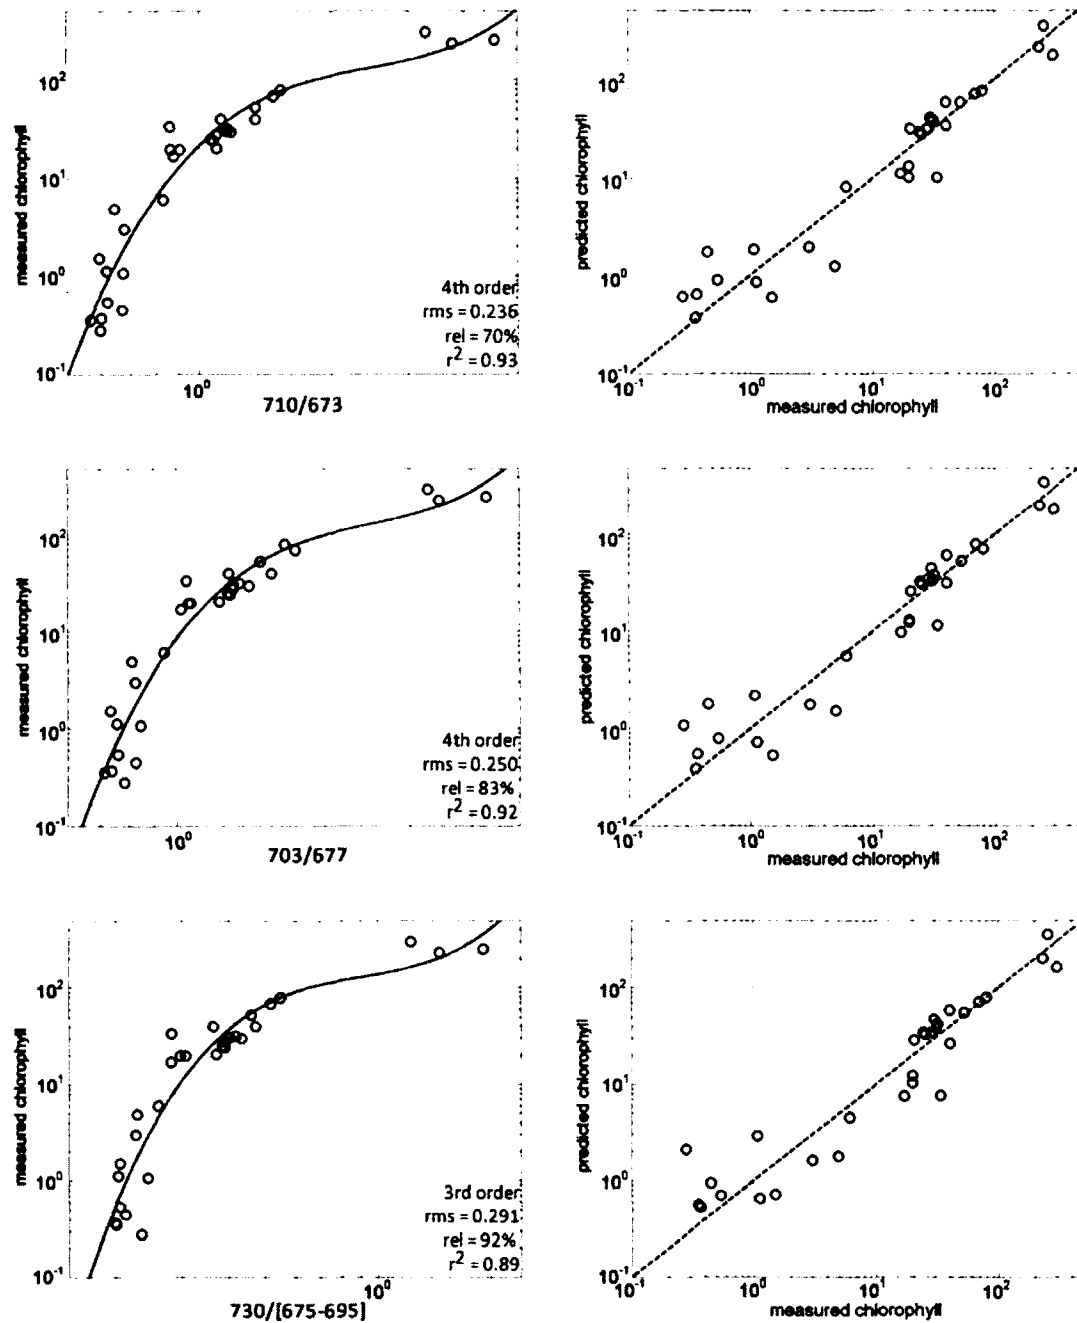 measured chlorophyll
10^2
10^1
10^0
10^-1
4th order
rms = 0.236
rel = 70%
r^2 = 0.93
10^0
710/673
predicted chlorophyll
10^2
10^1
10^0
10^-1
10^-1 10^0 10^1 10^2
measured chlorophyll
measured chlorophyll
10^2
10^1
10^0
10^-1
4th order
rms = 0.250
rel = 83%
r^2 = 0.92
10^0
703/677
predicted chlorophyll
10^2
10^1
10^0
10^-1
10^-1 10^0 10^1 10^2
measured chlorophyll
measured chlorophyll
10^2
10^1
10^0
10^-1
3rd order
rms = 0.291
rel = 92%
r^2 = 0.89
10^0
730/[675-695]
predicted chlorophyll
10^2
10^1
10^0
10^-1
10^-1 10^0 10^1 10^2
measured chlorophyll